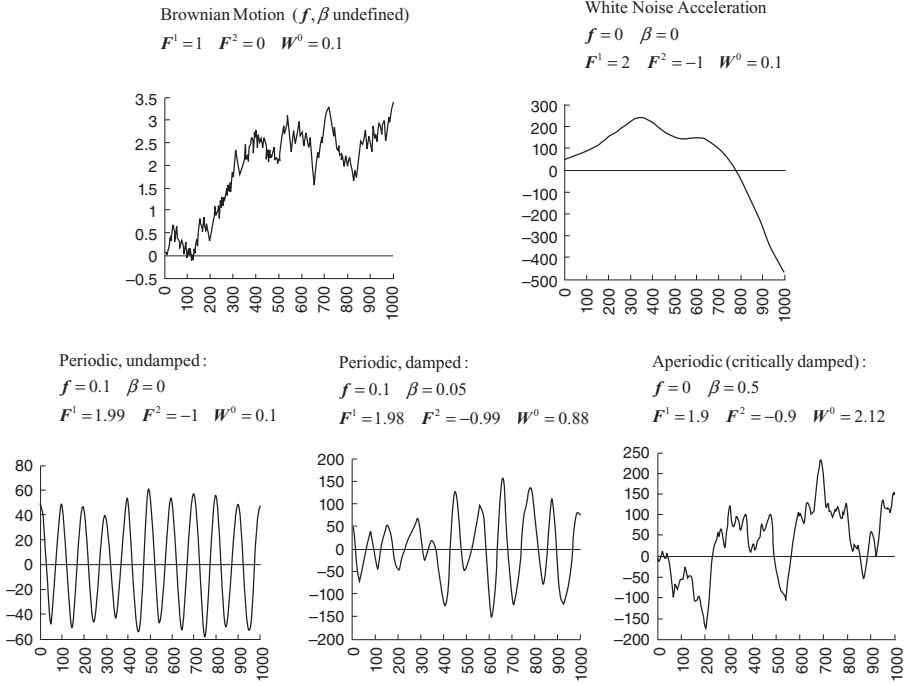 Brownian Motion (f, β undefined)
F¹ = 1 F² = 0 W⁰ = 0.1
3.5
3
2.5
2
1.5
1
0.5
0
−0.5
0 100 200 300 400 500 600 700 800 900 1000
White Noise Acceleration
f = 0 β = 0
F¹ = 2 F² = −1 W⁰ = 0.1
300
200
100
0
−100
−200
−300
−400
−500
0 100 200 300 400 500 600 700 800 900 1000
Periodic, undamped :
f = 0.1 β = 0
F¹ = 1.99 F² = −1 W⁰ = 0.1
80
60
40
20
0
−20
−40
−60
0 100 200 300 400 500 600 700 800 900 1000
Periodic, damped :
f = 0.1 β = 0.05
F¹ = 1.98 F² = −0.99 W⁰ = 0.88
200
150
100
50
0
−50
−100
−150
−200
0 100 200 300 400 500 600 700 800 900 1000
Aperiodic (critically damped) :
f = 0 β = 0.5
F¹ = 1.9 F² = −0.9 W⁰ = 2.12
250
200
150
100
50
0
−50
−100
−150
−200
0 100 200 300 400 500 600 700 800 900 1000